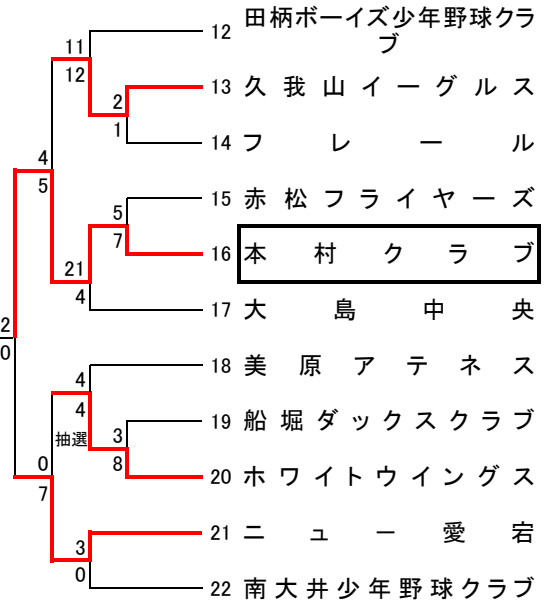 田柄ボーイズ少年野球クラ
11
12
ブ
12
2
13 久我山イーグルス
1
14 フレール
4
5
5
15 赤松フライヤーズ
7
16 本村クラブ
21
4
17 大島中央
2
0
18 美原アテネス
4
4
抽選
3
19 船堀ダックスクラブ
8
0
7
20 ホワイトウイングス
3
21 ニュー愛宕
0
22 南大井少年野球クラブ